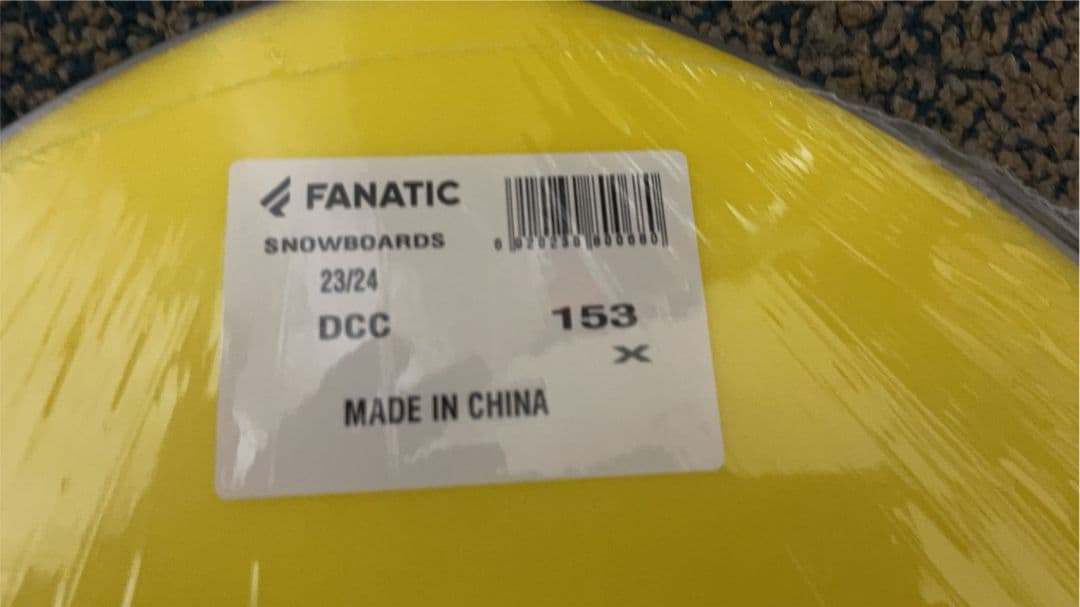 FANATIC
SNOWBOARDS
23/24
DCC
153
X
MADE IN CHINA